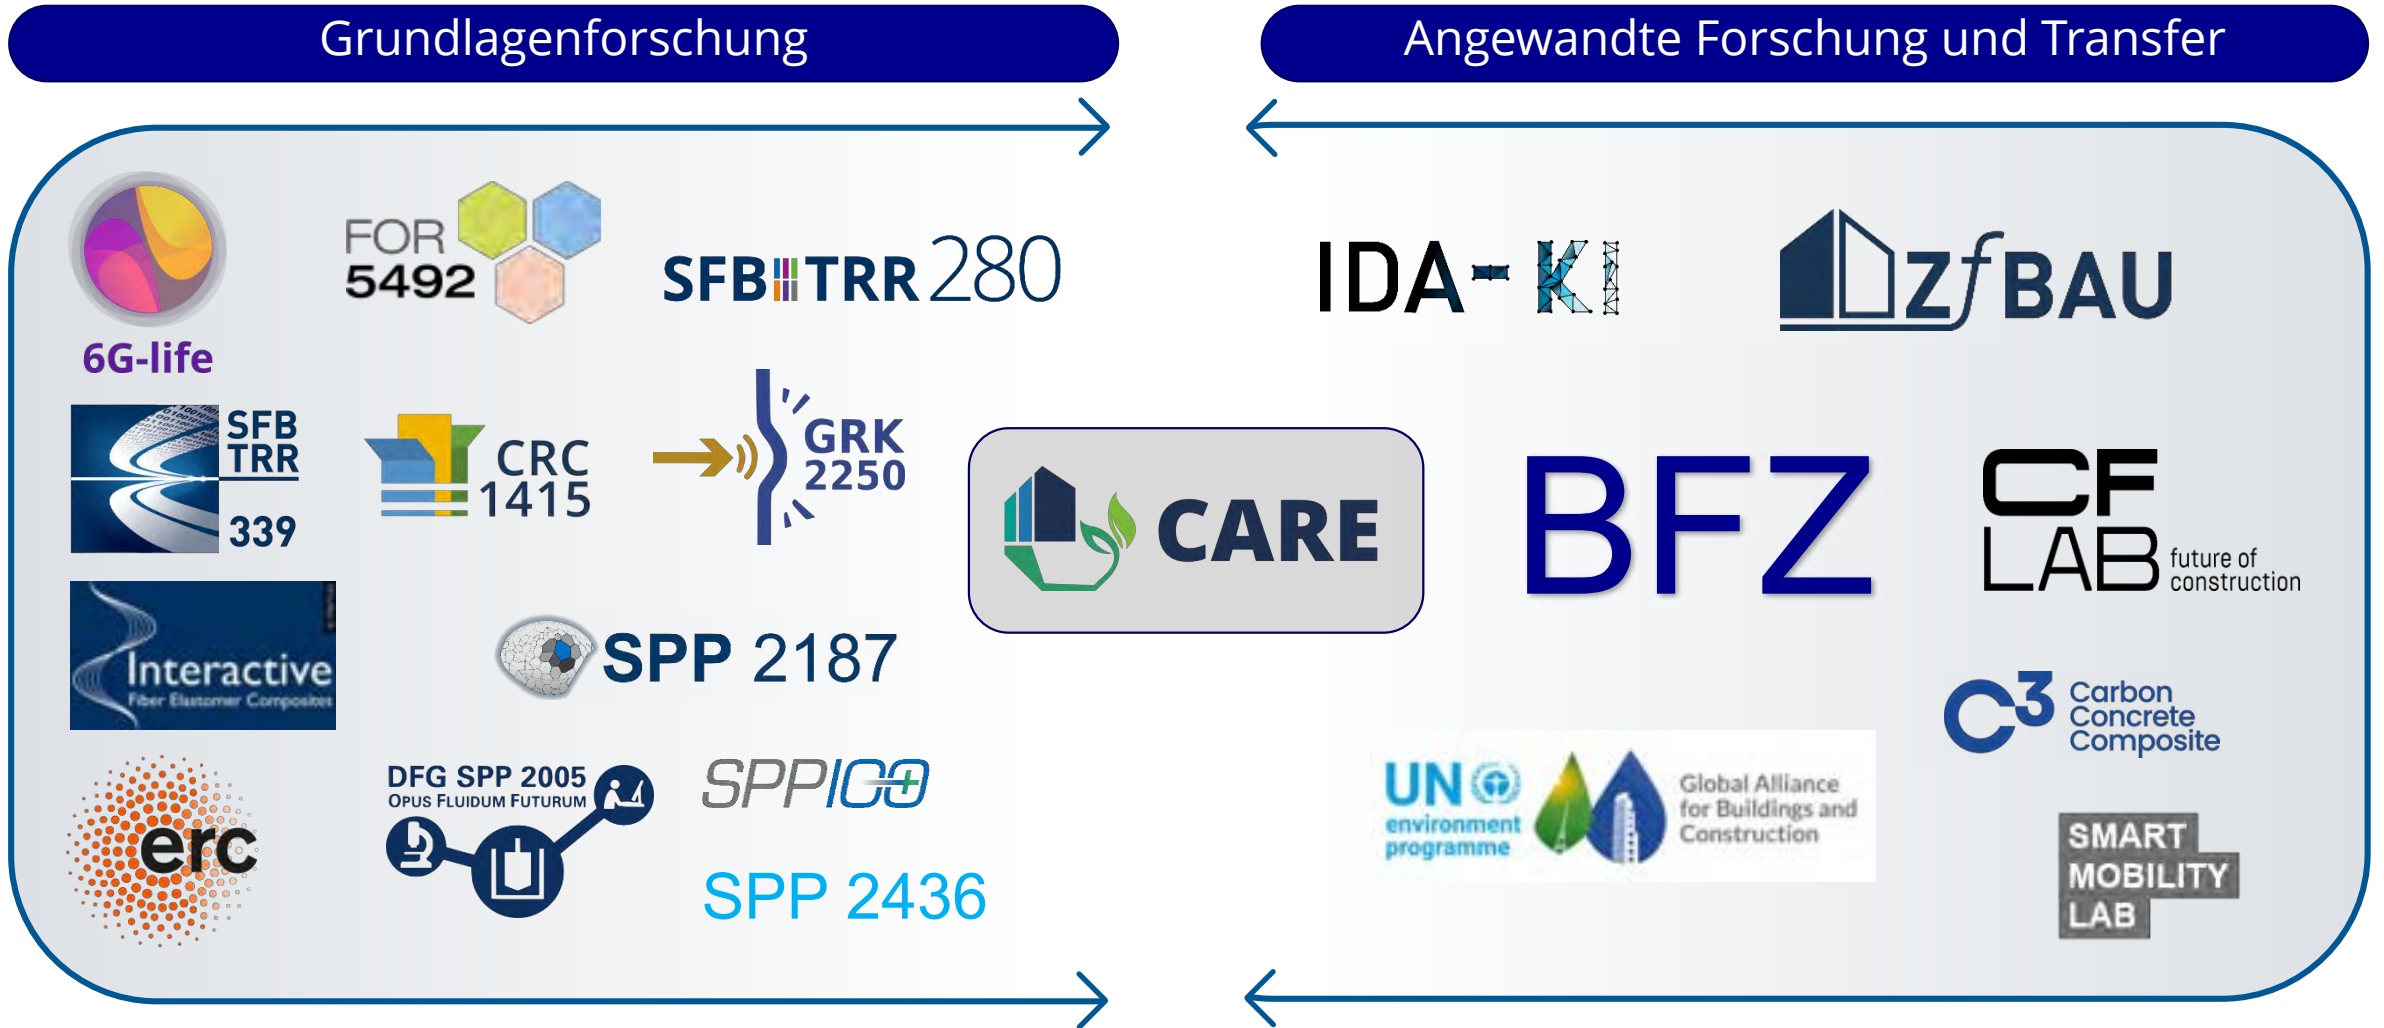 Grundlagenforschung
Angewandte Forschung und Transfer
6G-life
FOR
5492
SFB TRR 280
SFB
TRR
339
CRC
1415
GRK
2250
Interactive
Fiber Elastomer Composites
SPP 2187
erc
DFG SPP 2005
OPUS FLUIDUM FUTURUM
SPP100+
SPP 2436
CARE
IDA-KI
ZfBAU
BFZ
CF
LAB future of
construction
C³ Carbon
Concrete
Composite
UN
environment
programme
Global Alliance
for Buildings and
Construction
SMART
MOBILITY
LAB